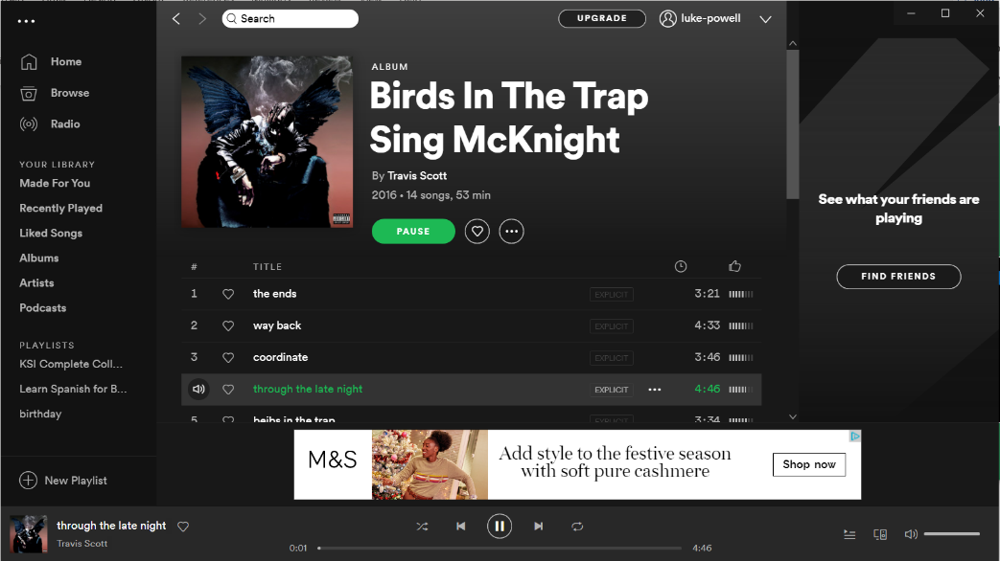 Search
UPGRADE
luke-powell
Home
Browse
Radio
YOUR LIBRARY
Made For You
Recently Played
Liked Songs
Albums
Artists
Podcasts
PLAYLISTS
KSI Complete Coll...
Learn Spanish for B...
birthday
New Playlist
ALBUM
Birds In The Trap
Sing McKnight
By Travis Scott
2016 • 14 songs, 53 min
PAUSE
# TITLE
1 the ends EXPLICIT 3:21
2 way back EXPLICIT 4:33
3 coordinate EXPLICIT 3:46
through the late night EXPLICIT 4:46
5 beibs in the trap EXPLICIT 3:34
See what your friends are
playing
FIND FRIENDS
M&S
Add style to the festive season
with soft pure cashmere
Shop now
through the late night
Travis Scott
0:01
4:46